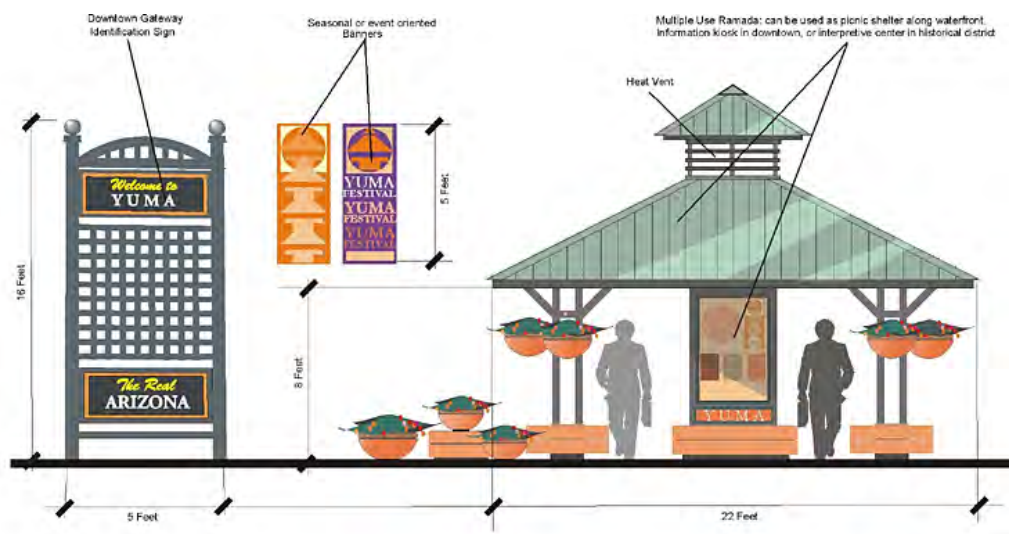 Downtown Gateway
Identification Sign
Seasonal or event oriented
Banners
Multiple Use Ramada: can be used as picnic shelter along waterfront.
Information kiosk in downtown, or interpretive center in historical district
Heat Vent
Welcome to
YUMA
YUMA
FESTIVAL
YUMA
FESTIVAL
YUMA
FESTIVAL
5 Feet
16 Feet
8 Feet
The Real
ARIZONA
YUMA
5 Feet
22 Feet